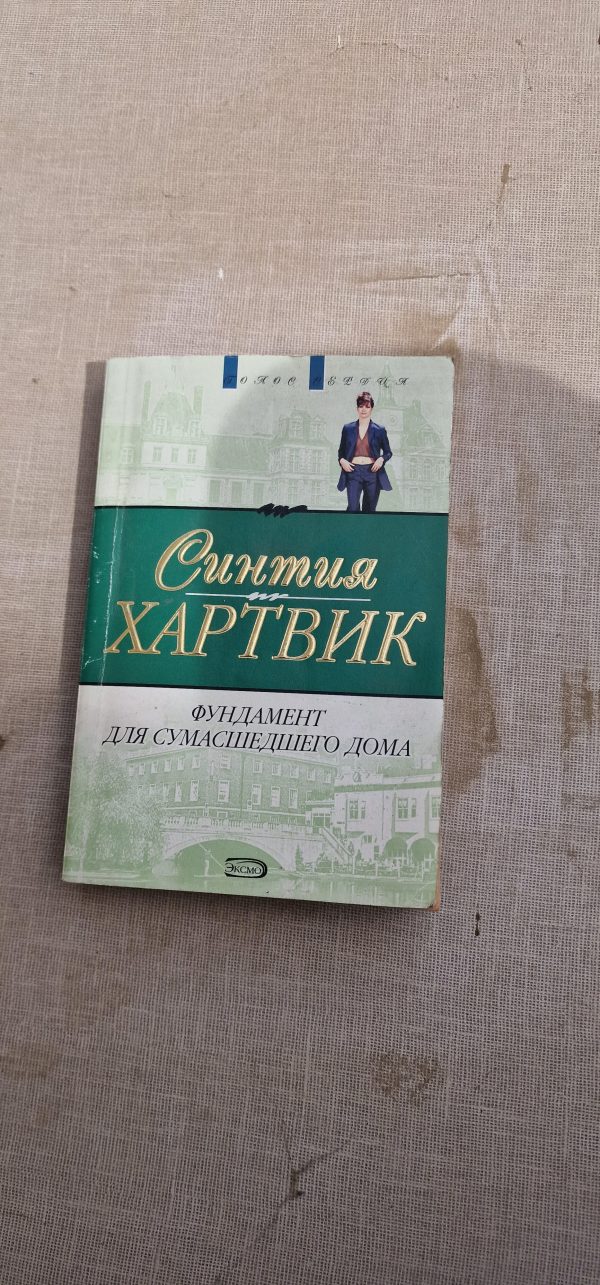 ГОЛОС СЕРДЦА
Синтия
ХАРТВИК
ФУНДАМЕНТ
ДЛЯ СУМАСШЕДШЕГО ДОМА
ЭКСМО